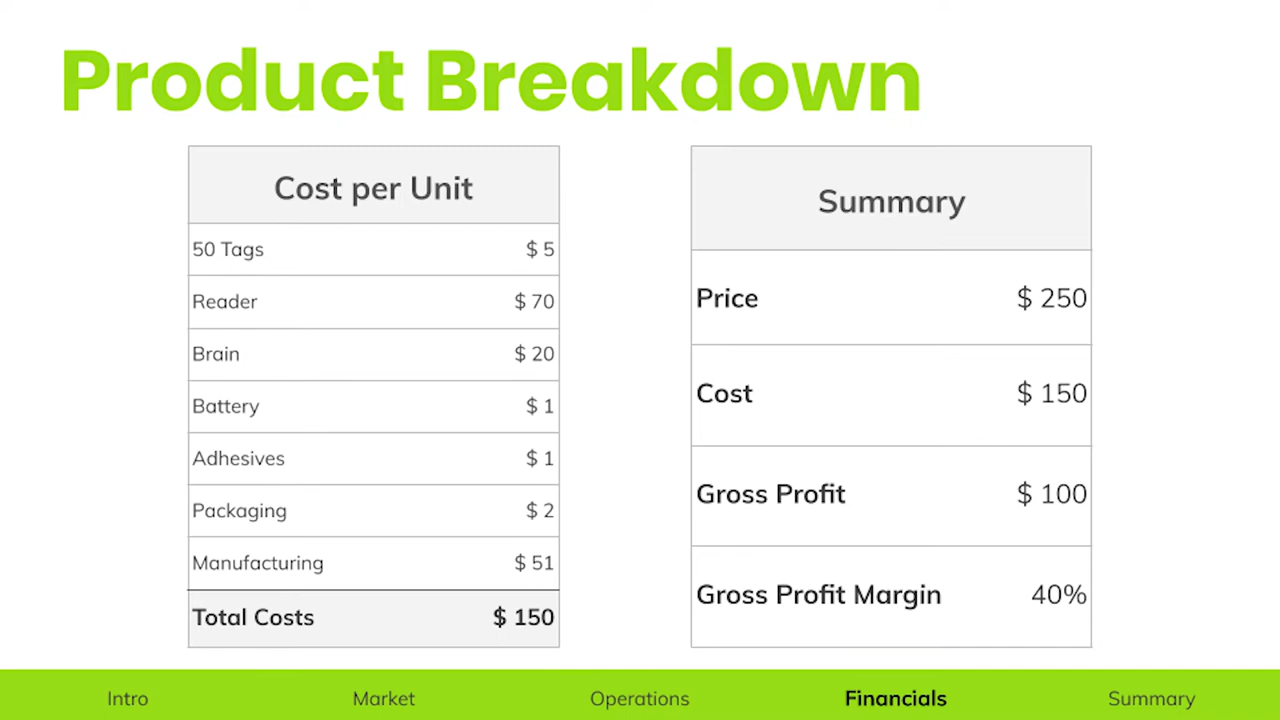 Product Breakdown
Cost per Unit
50 Tags $ 5
Reader $ 70
Brain $ 20
Battery $ 1
Adhesives $ 1
Packaging $ 2
Manufacturing $ 51
Total Costs $ 150
Summary
Price $ 250
Cost $ 150
Gross Profit $ 100
Gross Profit Margin 40%
Intro Market Operations Financials Summary